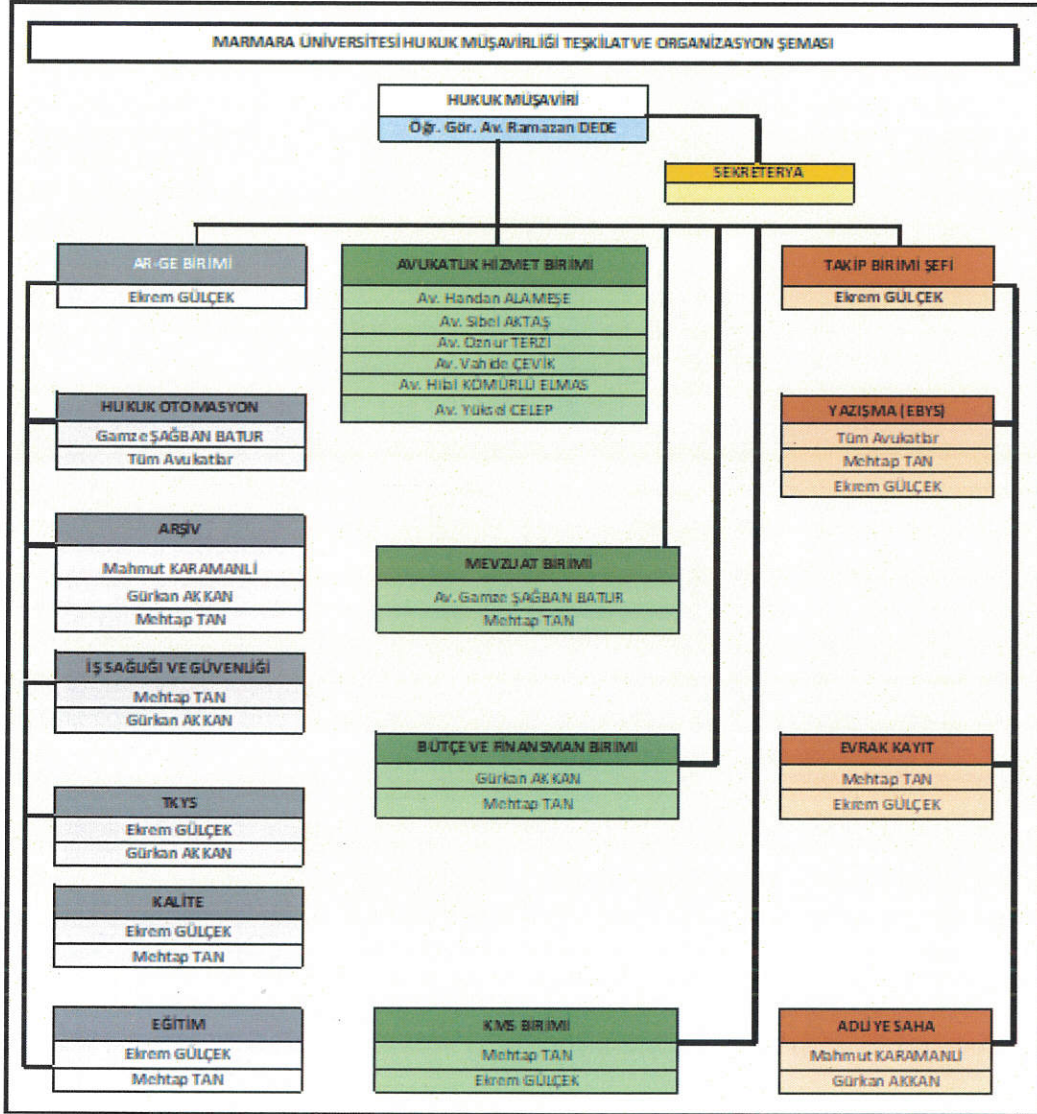 MARMARA ÜNİVERSİTESİ HUKUK MÜŞAVİRLİĞİ TEŞKİLAT VE ORGANİZASYON ŞEMASI
HUKUK MÜŞAVİRİ
Öğr. Gör. Av. Ramazan DEDE
SEKRETERYA
AR-GE BİRİMİ
Ekrem GÜLÇEK
HUKUK OTOMASYON
Gamze ŞAĞBAN BATUR
Tüm Avukatlar
ARŞİV
Mahmut KARAMANLİ
Gürkan AKKAN
Mehtap TAN
İŞ SAĞLIĞI VE GÜVENLİĞİ
Mehtap TAN
Gürkan AKKAN
TKYS
Ekrem GÜLÇEK
Gürkan AKKAN
KALİTE
Ekrem GÜLÇEK
Mehtap TAN
EĞİTİM
Ekrem GÜLÇEK
Mehtap TAN
AVUKATLIK HİZMET BİRİMİ
Av. Handan ALAMEŞE
Av. Sibel AKTAŞ
Av. Öznur TERZİ
Av. Vahide ÇEVİK
Av. Hilal KÖMÜRLÜ ELMAS
Av. Yüksel CELEP
MEVZUAT BİRİMİ
Av. Gamze ŞAĞBAN BATUR
Mehtap TAN
BÜTÇE VE FİNANSMAN BİRİMİ
Gürkan AKKAN
Mehtap TAN
KMS BİRİMİ
Mehtap TAN
Ekrem GÜLÇEK
TAKİP BİRİMİ ŞEFİ
Ekrem GÜLÇEK
YAZIŞMA (EBYS)
Tüm Avukatlar
Mehtap TAN
Ekrem GÜLÇEK
EVRAK KAYIT
Mehtap TAN
Ekrem GÜLÇEK
ADLİYE SAHA
Mahmut KARAMANLI
Gürkan AKKAN